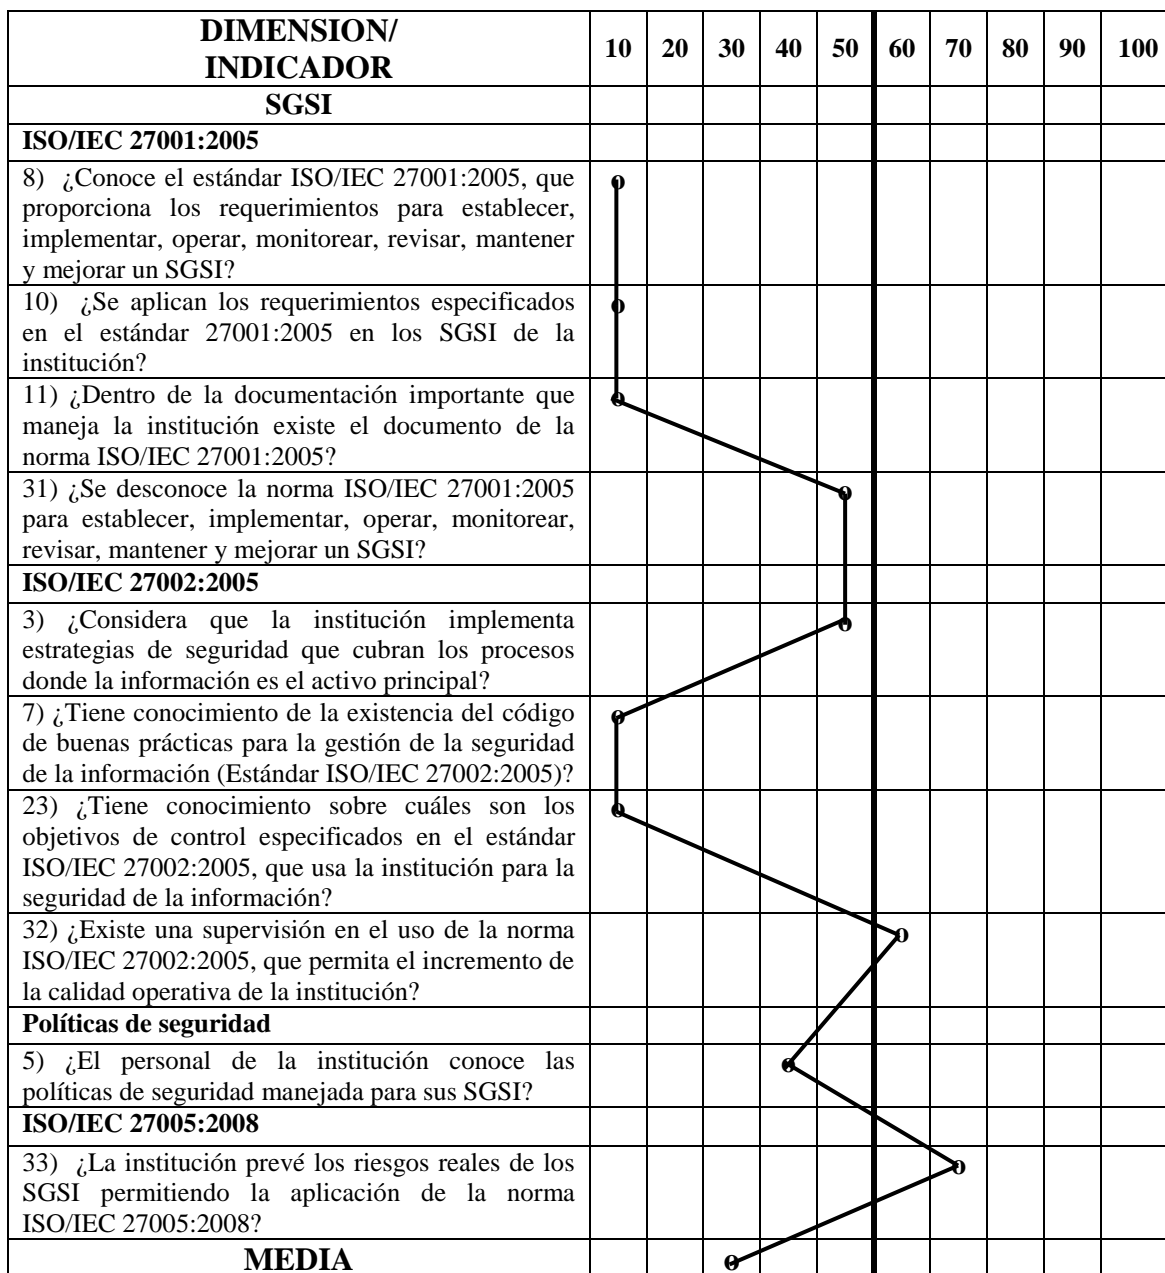 DIMENSION/
INDICADOR
10 20 30 40 50 60 70 80 90 100
SGSI
ISO/IEC 27001:2005
8) ¿Conoce el estándar ISO/IEC 27001:2005, que
proporciona los requerimientos para establecer,
implementar, operar, monitorear, revisar, mantener
y mejorar un SGSI?
10) ¿Se aplican los requerimientos especificados
en el estándar 27001:2005 en los SGSI de la
institución?
11) ¿Dentro de la documentación importante que
maneja la institución existe el documento de la
norma ISO/IEC 27001:2005?
31) ¿Se desconoce la norma ISO/IEC 27001:2005
para establecer, implementar, operar, monitorear,
revisar, mantener y mejorar un SGSI?
ISO/IEC 27002:2005
3) ¿Considera que la institución implementa
estrategias de seguridad que cubran los procesos
donde la información es el activo principal?
7) ¿Tiene conocimiento de la existencia del código
de buenas prácticas para la gestión de la seguridad
de la información (Estándar ISO/IEC 27002:2005)?
23) ¿Tiene conocimiento sobre cuáles son los
objetivos de control especificados en el estándar
ISO/IEC 27002:2005, que usa la institución para la
seguridad de la información?
32) ¿Existe una supervisión en el uso de la norma
ISO/IEC 27002:2005, que permita el incremento de
la calidad operativa de la institución?
Políticas de seguridad
5) ¿El personal de la institución conoce las
políticas de seguridad manejada para sus SGSI?
ISO/IEC 27005:2008
33) ¿La institución prevé los riesgos reales de los
SGSI permitiendo la aplicación de la norma
ISO/IEC 27005:2008?
MEDIA